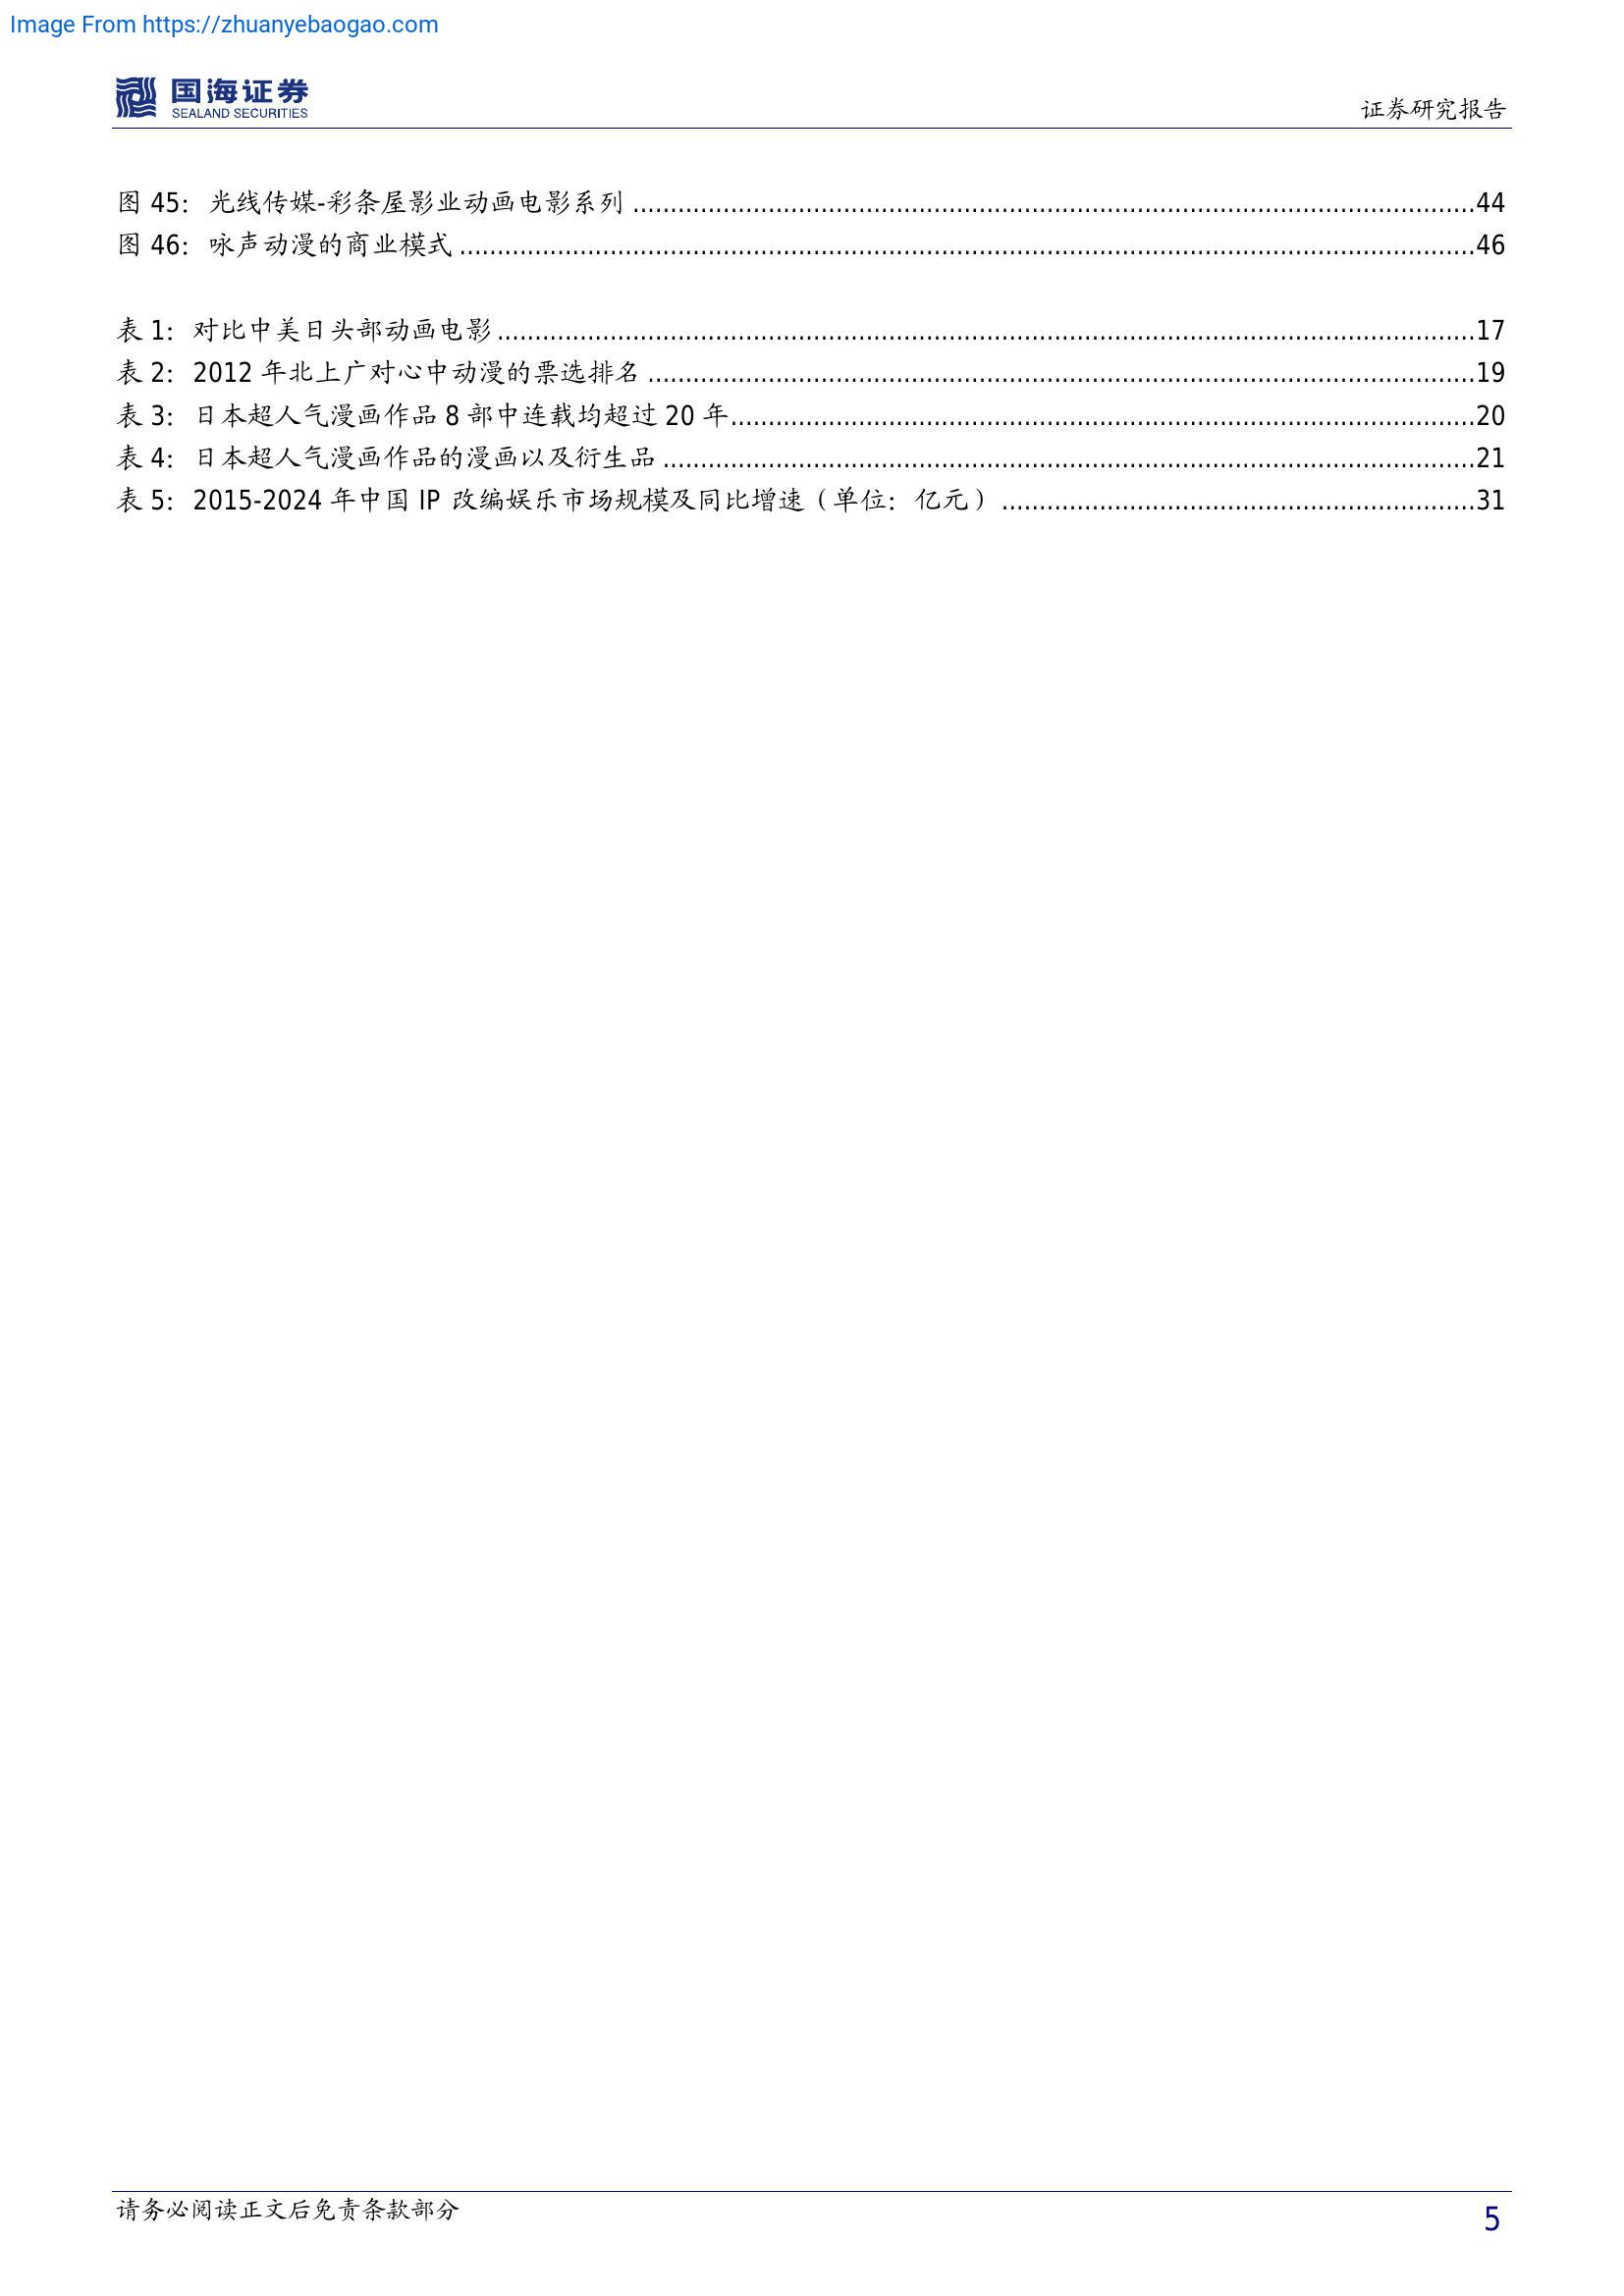 Image From https://zhuanyebaogao.com
国海证券
SEALAND SECURITIES
证券研究报告
图 45：光线传媒-彩条屋影业动画电影系列 ................................................................................................................44
图 46：咏声动漫的商业模式 .......................................................................................................................................46
表 1：对比中美日头部动画电影 ..................................................................................................................................17
表 2：2012 年北上广对心中动漫的票选排名 ..............................................................................................................19
表 3：日本超人气漫画作品 8 部中连载均超过 20 年...................................................................................................20
表 4：日本超人气漫画作品的漫画以及衍生品 ............................................................................................................21
表 5：2015-2024 年中国 IP 改编娱乐市场规模及同比增速（单位：亿元） ...............................................................31
请务必阅读正文后免责条款部分
5